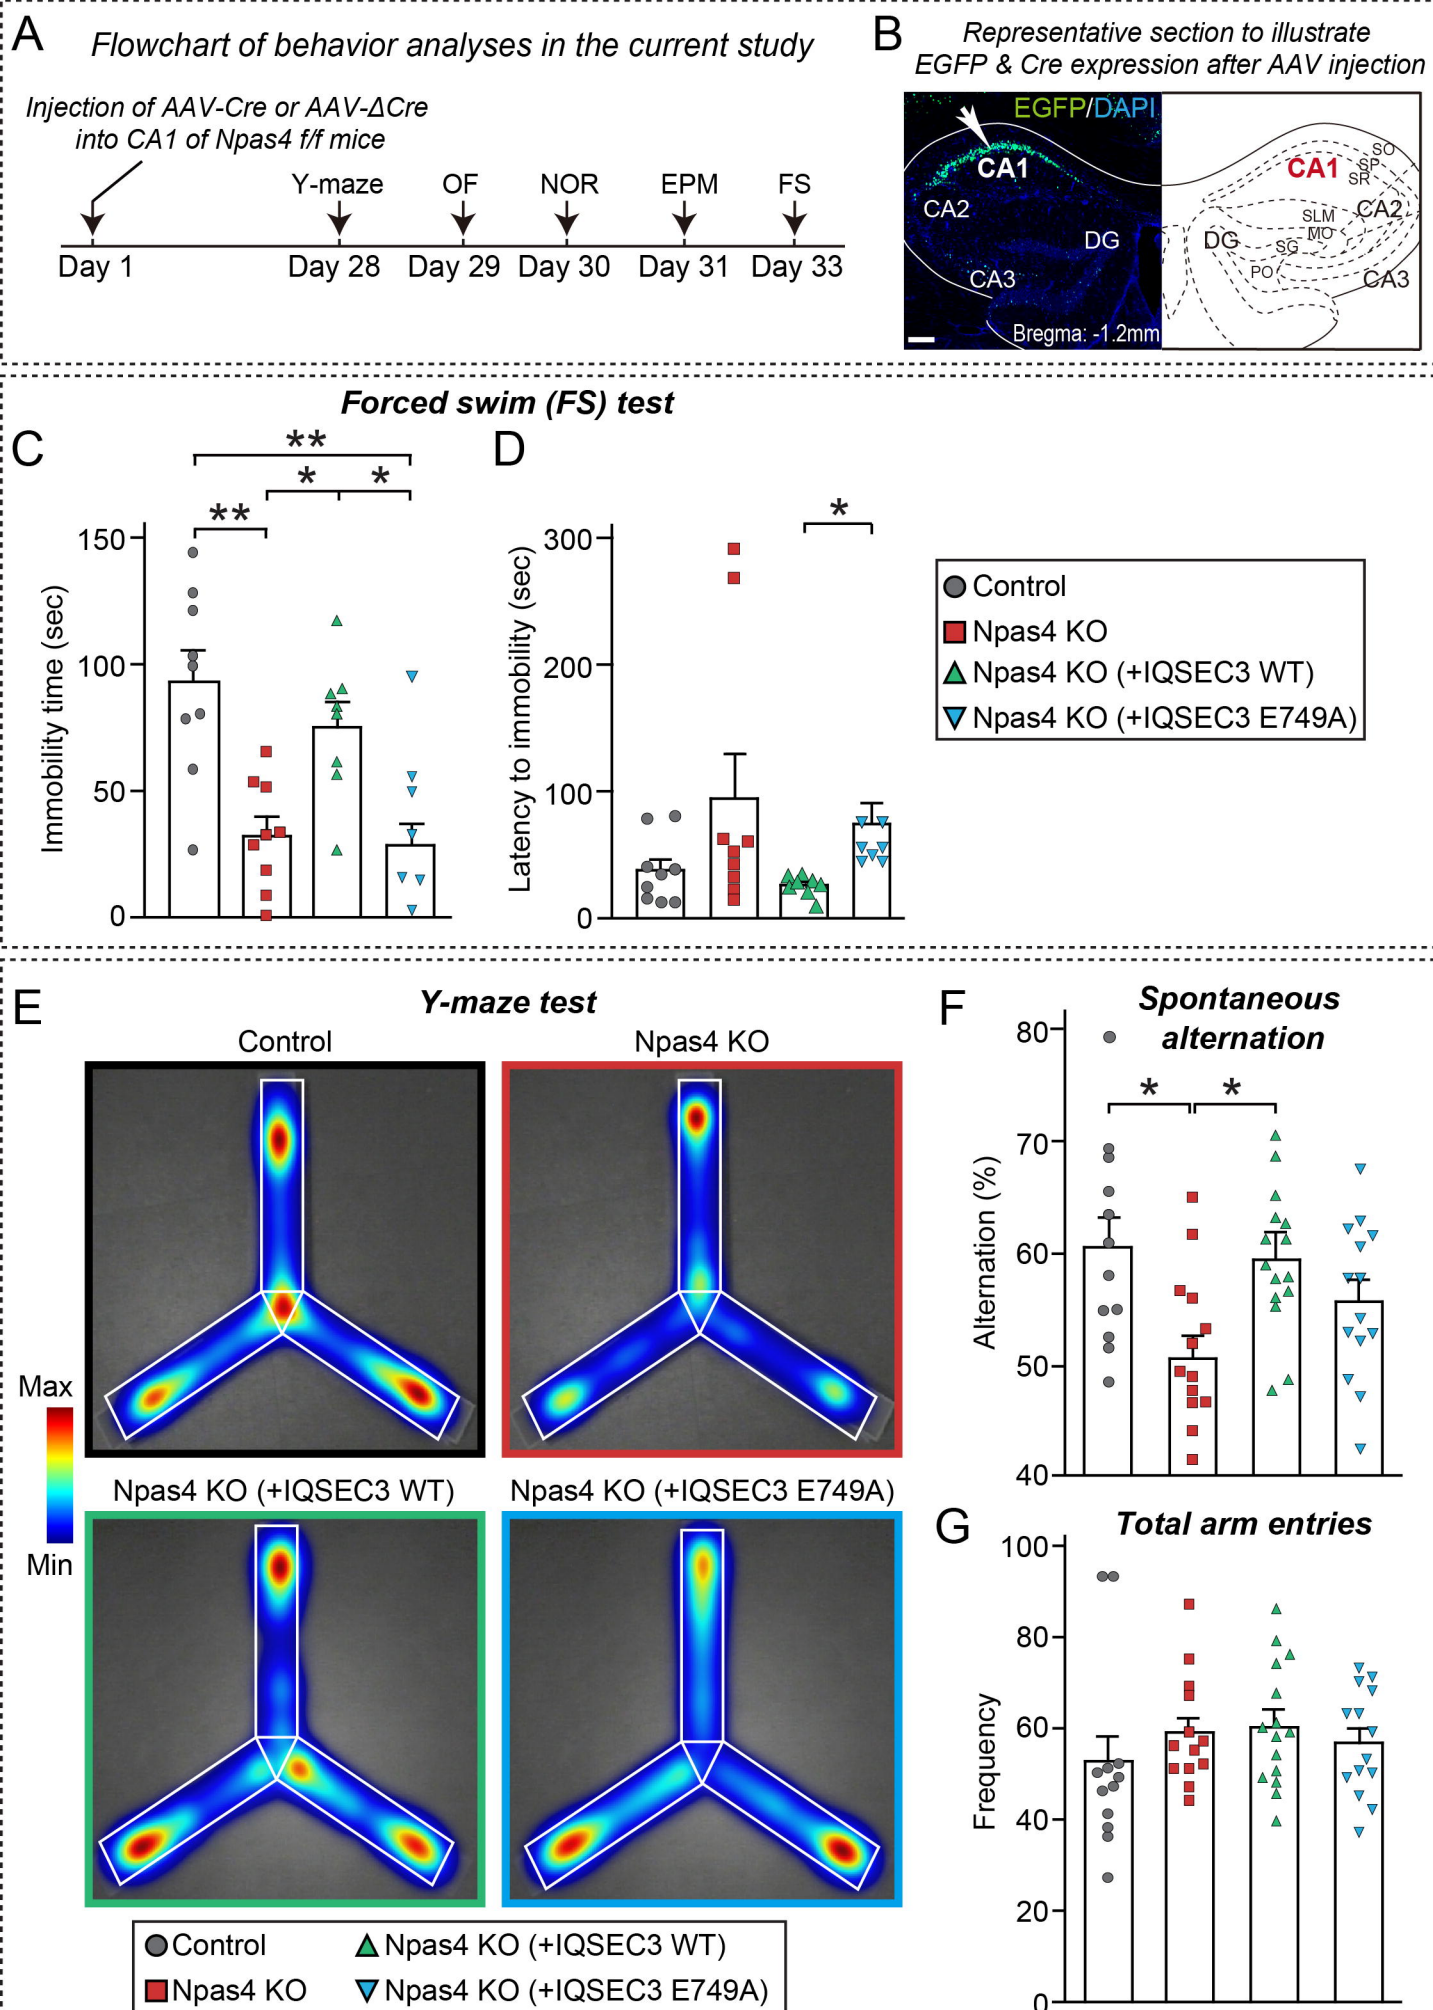 A
Flowchart of behavior analyses in the current study
Injection of AAV-Cre or AAV-ΔCre
into CA1 of Npas4 f/f mice
Y-maze OF NOR EPM FS
Day 1 Day 28 Day 29 Day 30 Day 31 Day 33
B
Representative section to illustrate
EGFP & Cre expression after AAV injection
EGFP/DAPI
CA1
CA2
DG
CA3
Bregma: -1.2mm
SO
SP
CA1
SR
CA2
SLM
MO
DG
SG
PO
CA3
Forced swim (FS) test
C
**
* *
**
Immobility time (sec)
150
100
50
0
D
*
Latency to immobility (sec)
300
200
100
0
Control
Npas4 KO
Npas4 KO (+IQSEC3 WT)
Npas4 KO (+IQSEC3 E749A)
E
Y-maze test
Control Npas4 KO
Max
Min
Npas4 KO (+IQSEC3 WT) Npas4 KO (+IQSEC3 E749A)
Control Npas4 KO (+IQSEC3 WT)
Npas4 KO Npas4 KO (+IQSEC3 E749A)
F
Spontaneous
alternation
* *
Alternation (%)
80
70
60
50
40
G
Total arm entries
Frequency
100
80
60
40
20
0